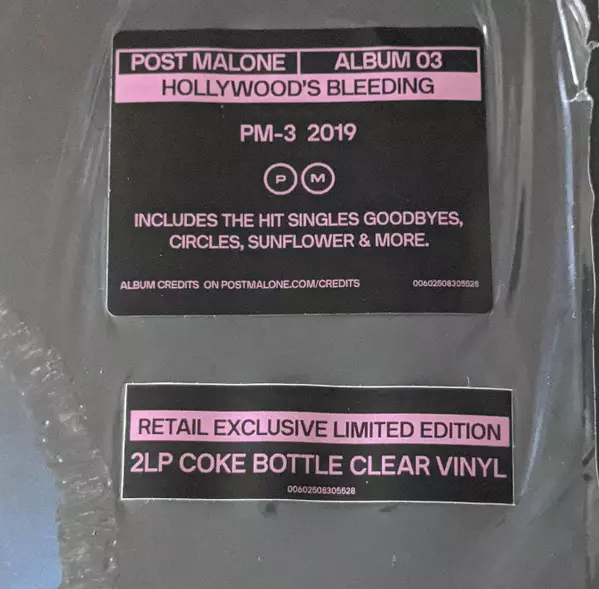 POST MALONE | ALBUM 03
HOLLYWOOD'S BLEEDING
PM-3 2019
P M
INCLUDES THE HIT SINGLES GOODBYES,
CIRCLES, SUNFLOWER & MORE.
ALBUM CREDITS ON POSTMALONE.COM/CREDITS 00602508305528
RETAIL EXCLUSIVE LIMITED EDITION
2LP COKE BOTTLE CLEAR VINYL
00602508305528